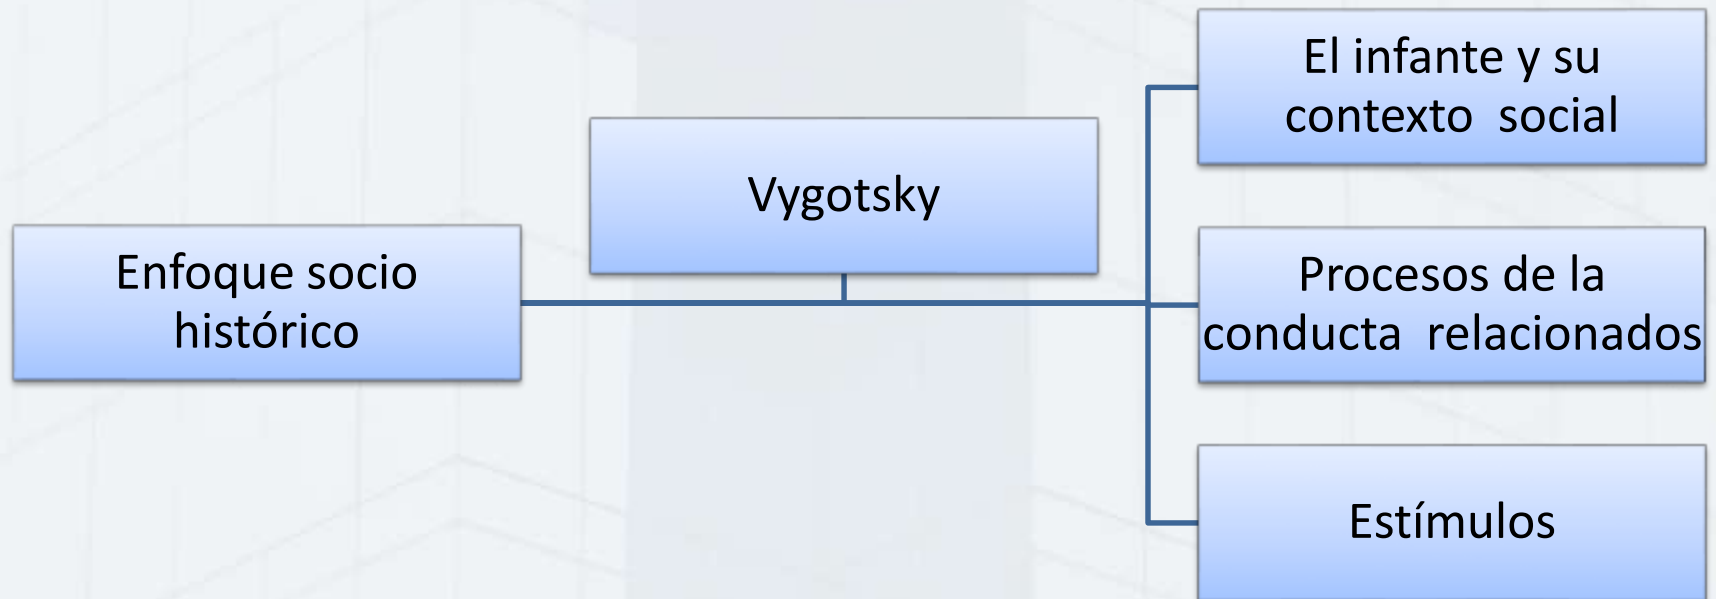 Enfoque socio
histórico
Vygotsky
El infante y su
contexto social
Procesos de la
conducta relacionados
Estímulos